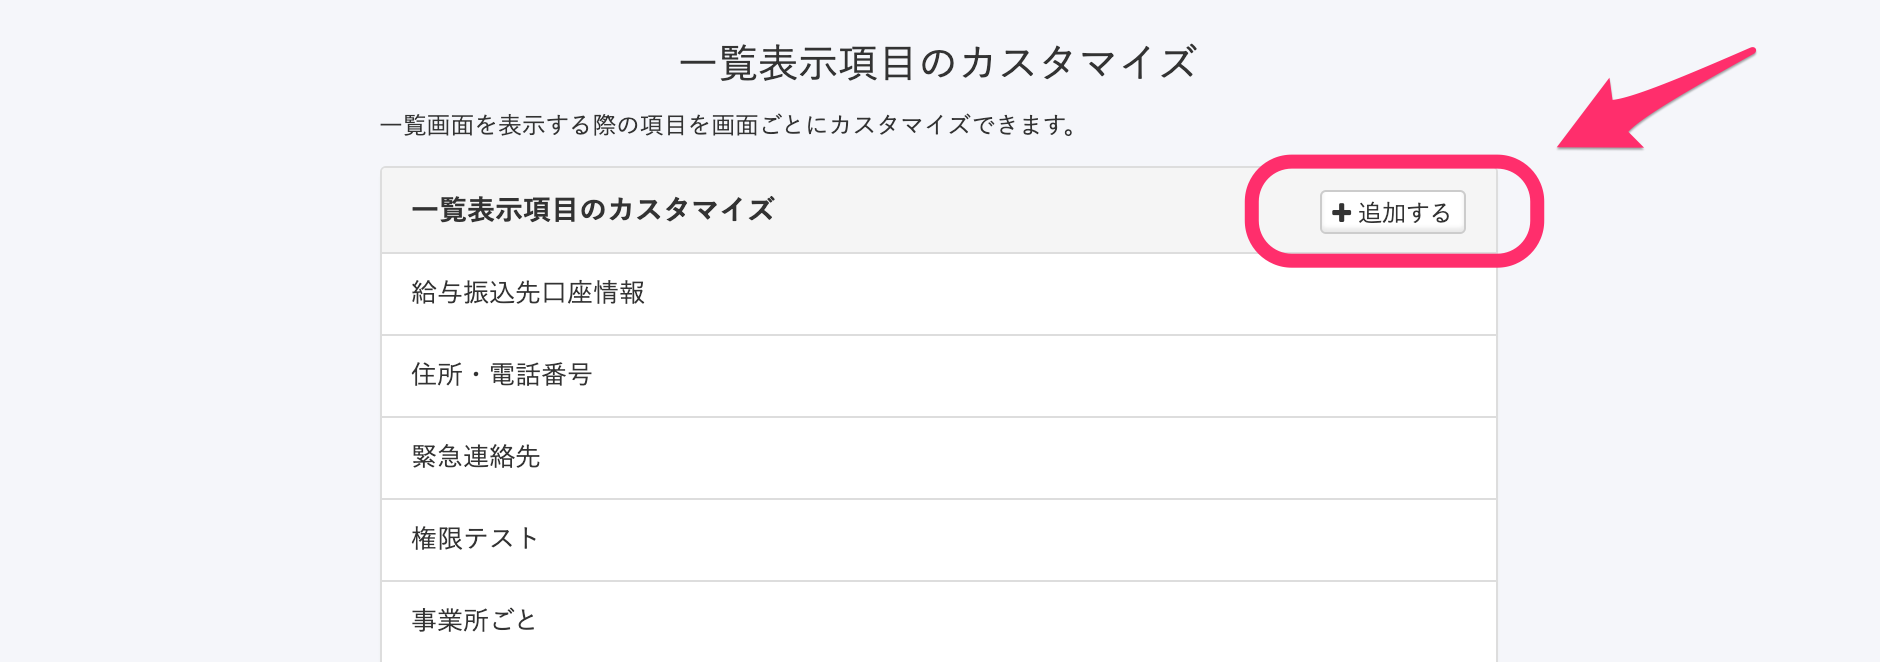 一覧表示項目のカスタマイズ
一覧画面を表示する際の項目を画面ごとにカスタマイズできます。
一覧表示項目のカスタマイズ
追加する
給与振込先口座情報
住所・電話番号
緊急連絡先
権限テスト
事業所ごと